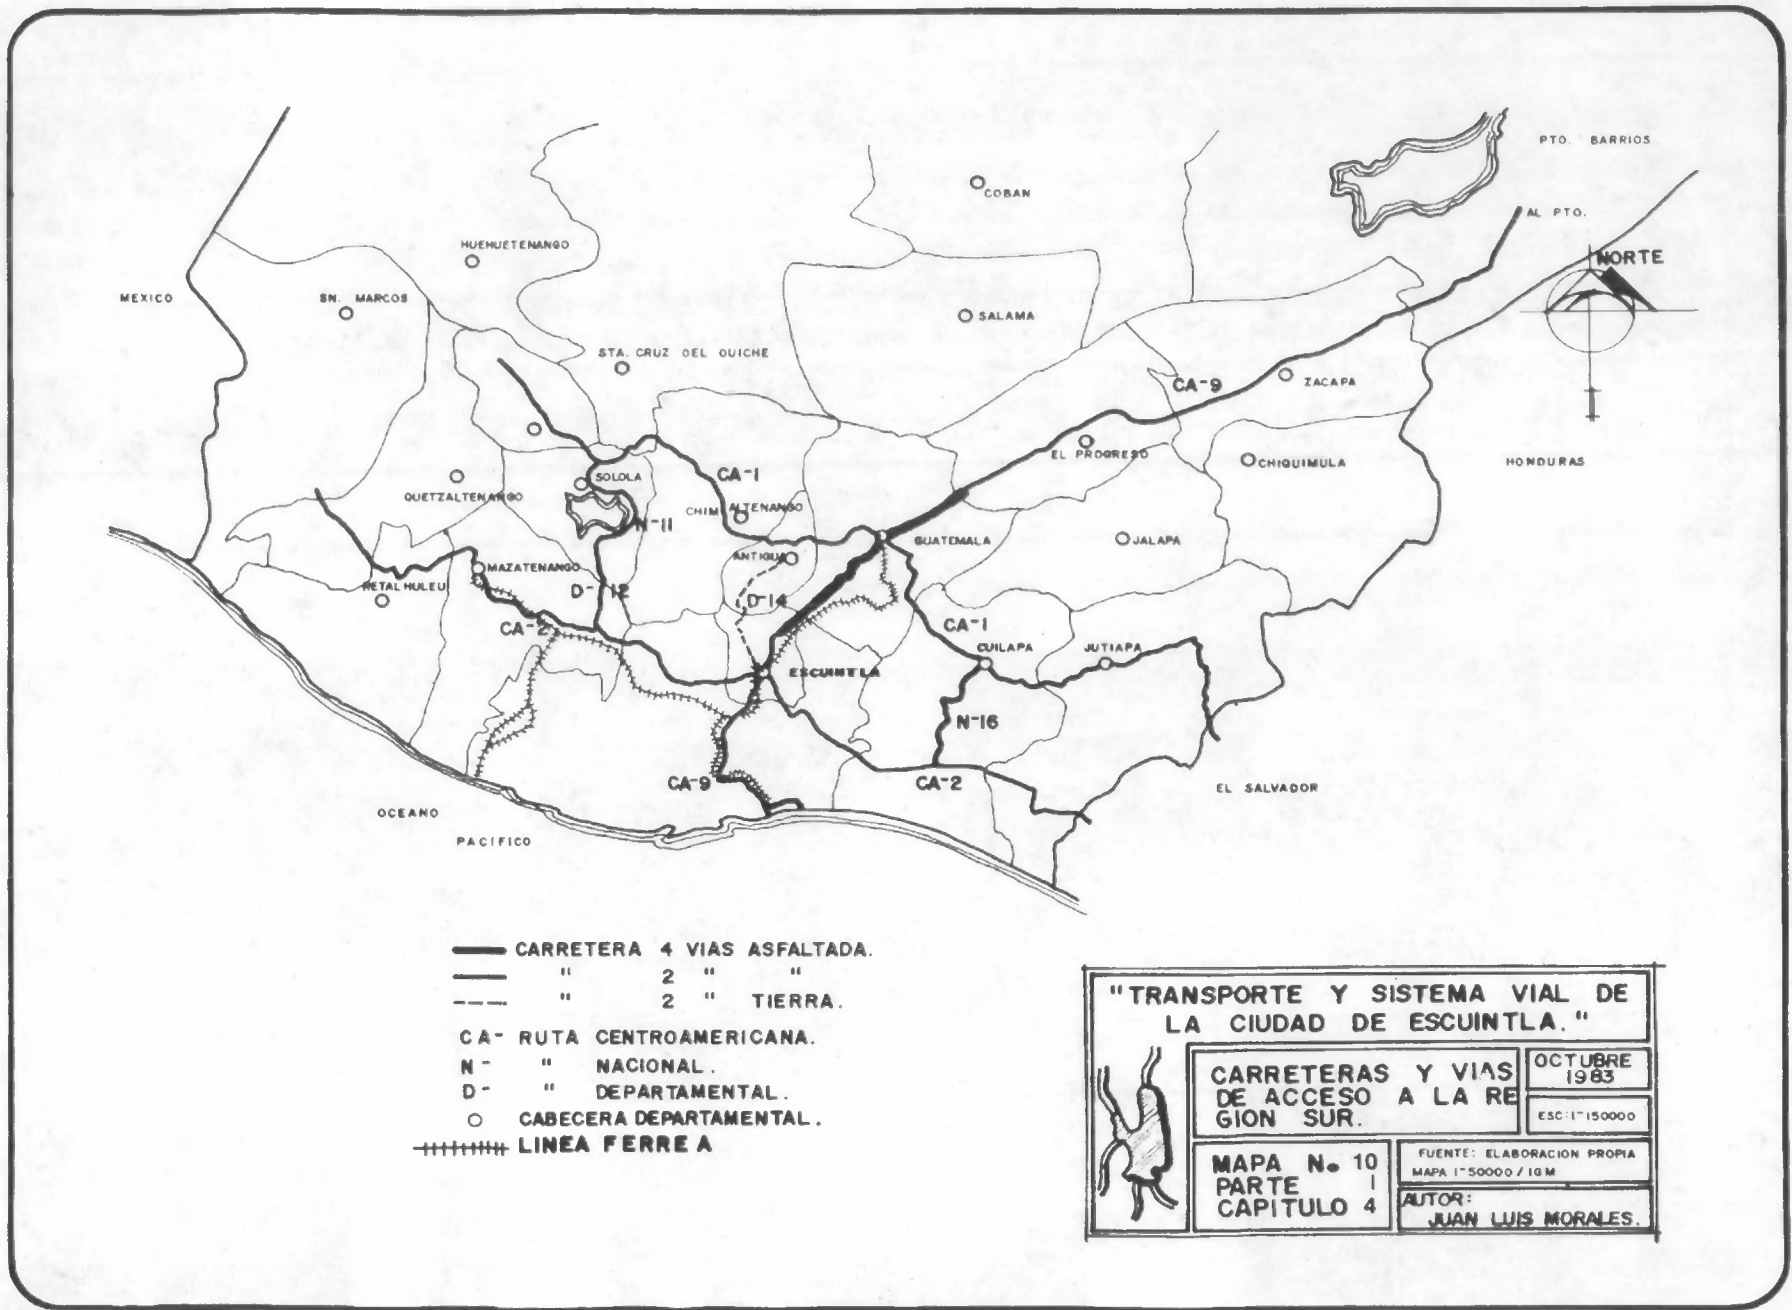 PTO. BARRIOS
COBAN
AL PTO.
HUEHUETENANGO
NORTE
MEXICO
SN. MARCOS
SALAMA
STA. CRUZ DEL QUICHE
CA-9
ZACAPA
EL PROGRESO
CHIQUIMULA
HONDURAS
CA-1
SOLOLA
QUETZALTENANGO
CHIMALTENANGO
N-11
GUATEMALA
JALAPA
ANTIGUA
MAZATENANGO
RETALHULEU
D-12
D-14
CA-2
CA-1
CUILAPA
JUTIAPA
ESCUINTLA
N-16
CA-9
CA-2
EL SALVADOR
OCEANO
PACIFICO
CARRETERA 4 VIAS ASFALTADA.
" 2 " "
" 2 " TIERRA.
CA- RUTA CENTROAMERICANA.
N- " NACIONAL.
D- " DEPARTAMENTAL.
CABECERA DEPARTAMENTAL.
LINEA FERREA
"TRANSPORTE Y SISTEMA VIAL DE
LA CIUDAD DE ESCUINTLA."
CARRETERAS Y VIAS
DE ACCESO A LA RE
GION SUR.
OCTUBRE
1983
ESC: 1-150000
MAPA No. 10
PARTE I
CAPITULO 4
FUENTE: ELABORACION PROPIA
MAPA 1-50000 / IGM
AUTOR:
JUAN LUIS MORALES.